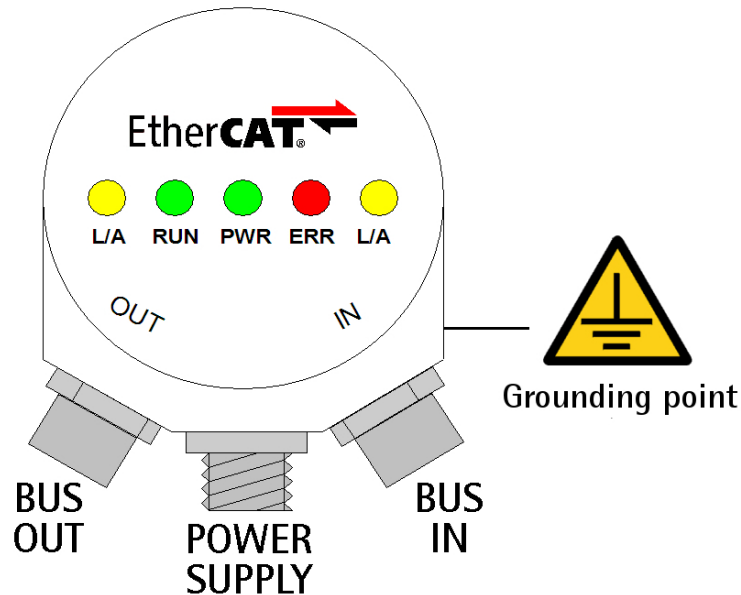 EtherCAT®
L/A RUN PWR ERR L/A
OUT IN
Grounding point
BUS
OUT
POWER
SUPPLY
BUS
IN